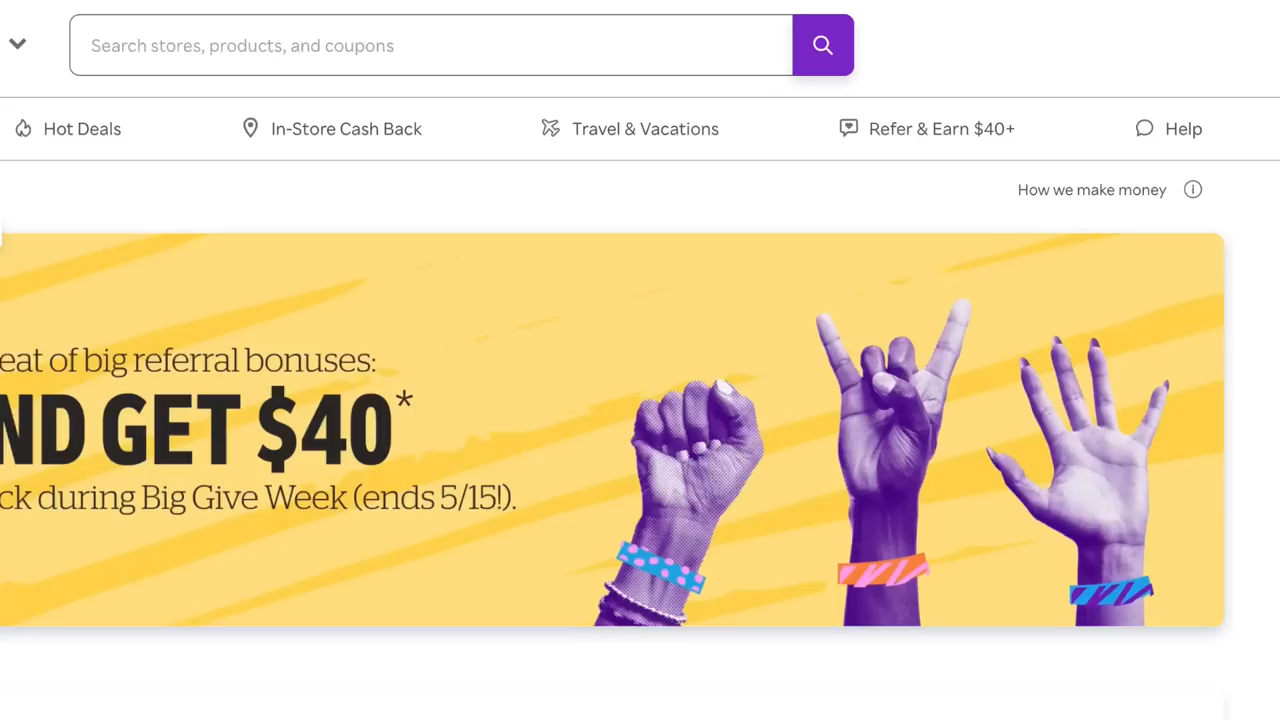 Search stores, products, and coupons
Hot Deals
In-Store Cash Back
Travel & Vacations
Refer & Earn $40+
Help
How we make money
eat of big referral bonuses:
ND GET $40*
ck during Big Give Week (ends 5/15!).